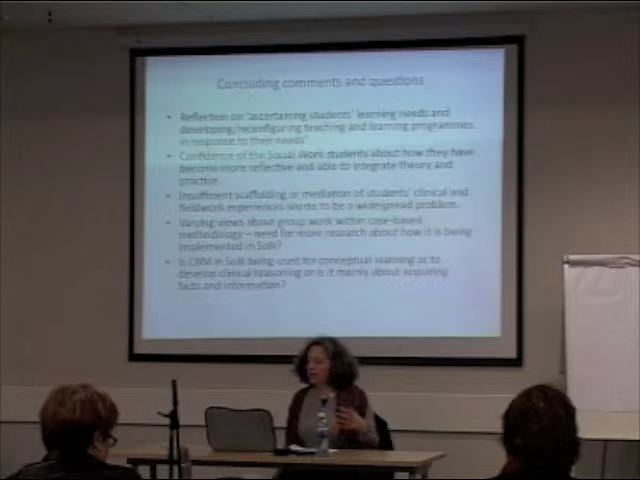 Concluding comments and questions
• Reflection on 'ascertaining students' learning needs and
developing/reconfiguring teaching and learning programmes
in response to their needs'
• Confidence of the Social Work students about how they have
become more reflective and able to integrate theory and
practice.
• Insufficient scaffolding or mediation of students' clinical and
fieldwork experiences seems to be a widespread problem.
• Varying views about group work within case-based
methodology – need for more research about how it is being
implemented in SoN?
• Is CBM in SoN being used for conceptual learning or to
develop clinical reasoning or is it mainly about acquiring
facts and information?